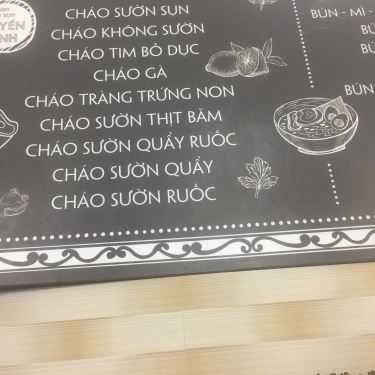 CHÁO SƯỜN SỤN
CHÁO KHÔNG SƯỜN
CHÁO TIM BỒ DỤC
CHÁO GÀ
CHÁO TRÀNG TRỨNG NON
CHÁO SƯỜN THỊT BĂM
CHÁO SƯỜN QUẨY RUỐC
CHÁO SƯỜN QUẨY
CHÁO SƯỜN RUỐC
BÚN - MÌ -
BÚN